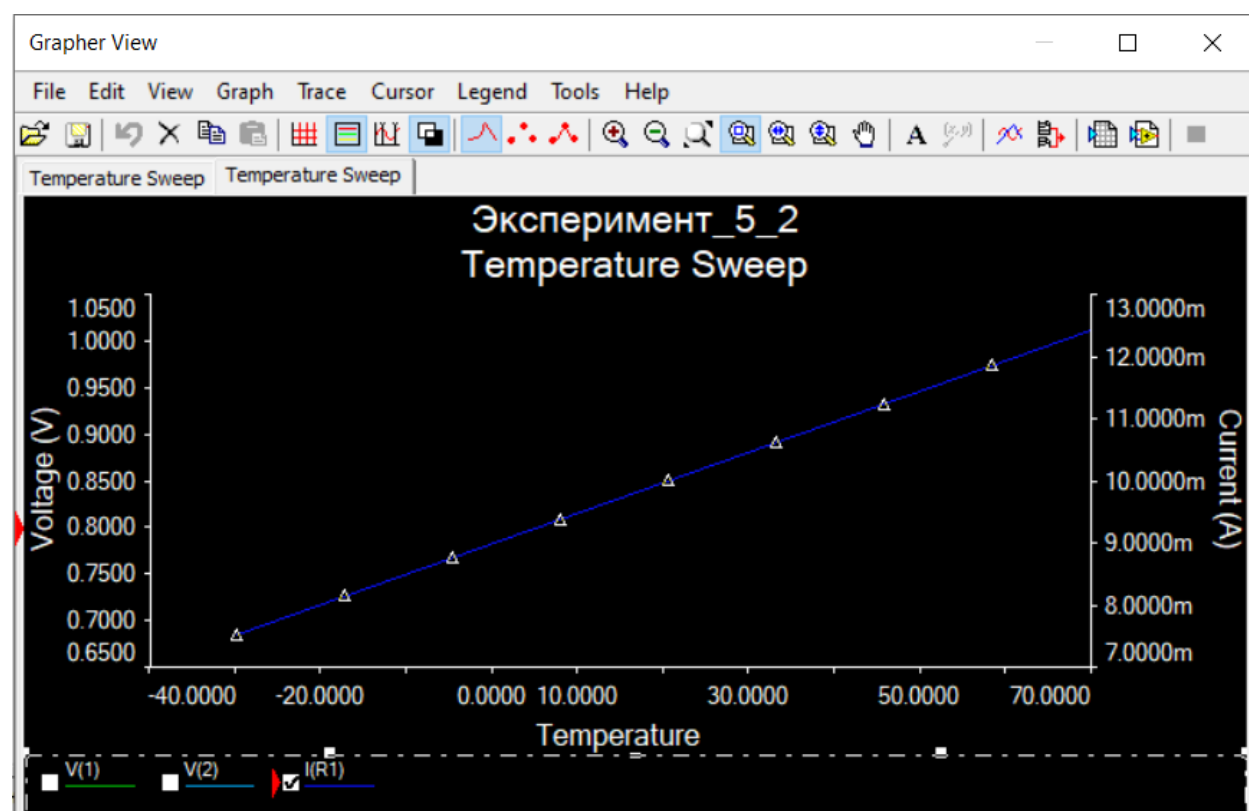 Grapher View
File Edit View Graph Trace Cursor Legend Tools Help
A (x,y)
Temperature Sweep Temperature Sweep
Эксперимент_5_2
Temperature Sweep
1.0500
1.0000
0.9500
0.9000
0.8500
0.8000
0.7500
0.7000
0.6500
Voltage (V)
13.0000m
12.0000m
11.0000m
10.0000m
9.0000m
8.0000m
7.0000m
Current (A)
-40.0000 -20.0000 0.0000 10.0000 30.0000 50.0000 70.0000
Temperature
V(1) V(2) I(R1)